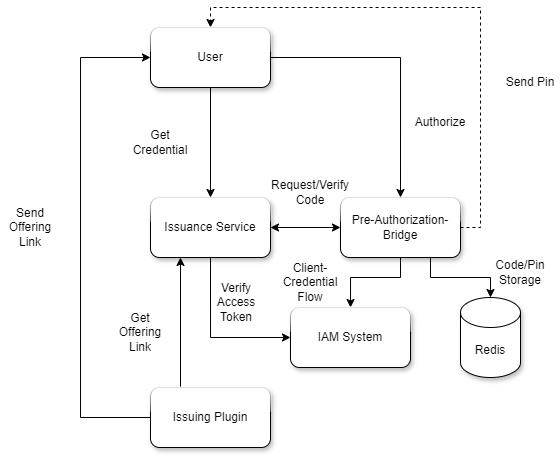 User
Send Pin
Authorize
Get
Credential
Request/Verify
Code
Send
Offering
Link
Issuance Service
Pre-Authorization-
Bridge
Client-
Credential
Flow
Code/Pin
Storage
Verify
Access
Token
Get
Offering
Link
IAM System
Redis
Issuing Plugin